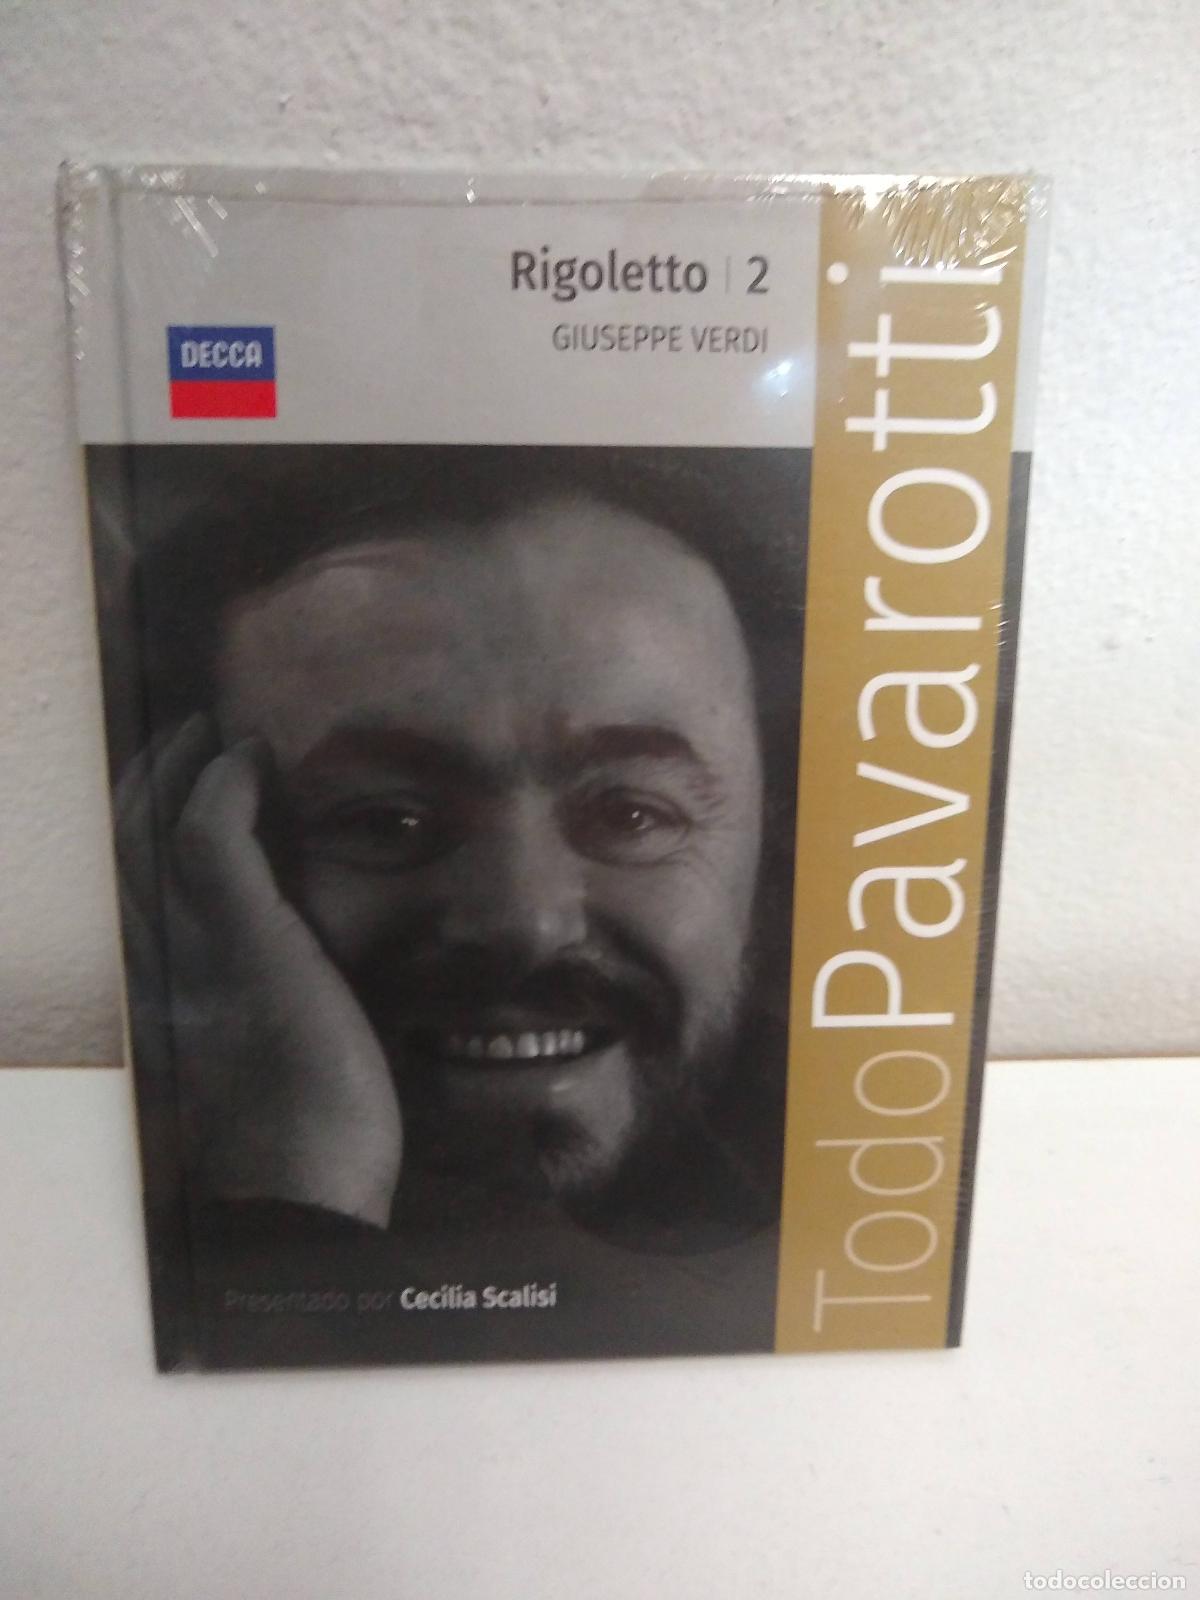 Rigoletto | 2
GIUSEPPE VERDI
DECCA
TodoPavarotti
Presentado por Cecilia Scalisi
todocoleccion